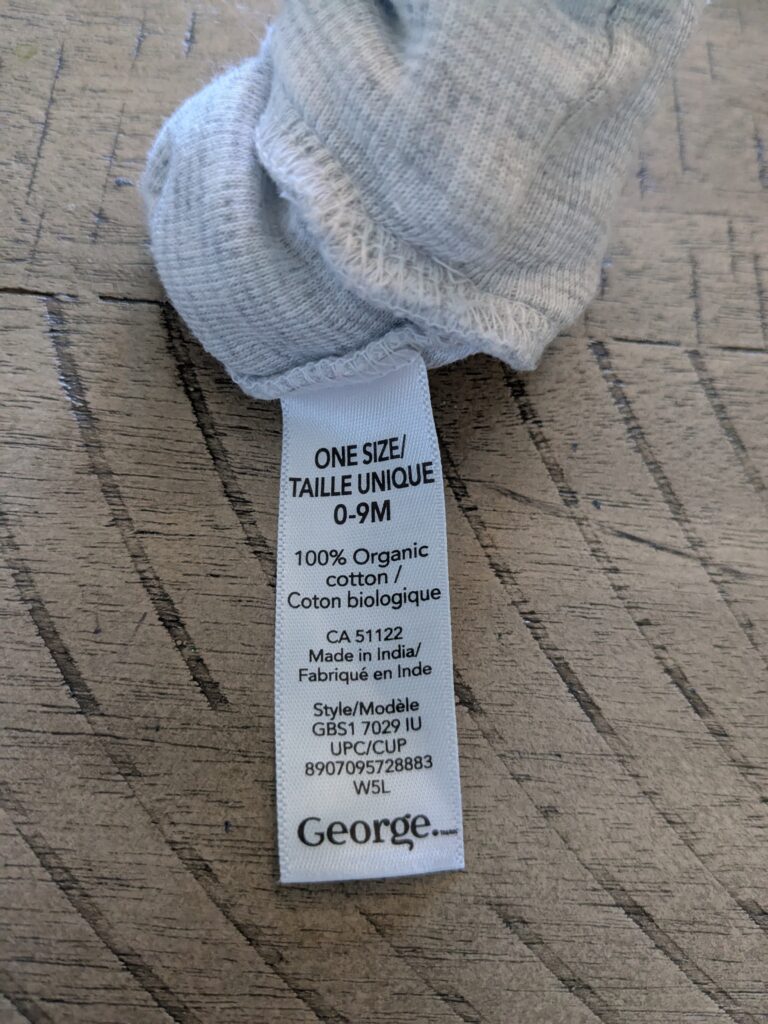 ONE SIZE/
TAILLE UNIQUE
0-9M
100% Organic
cotton /
Coton biologique
CA 51122
Made in India/
Fabriqué en Inde
Style/Modèle
GBS1 7029 IU
UPC/CUP
8907095728883
W5L
George.